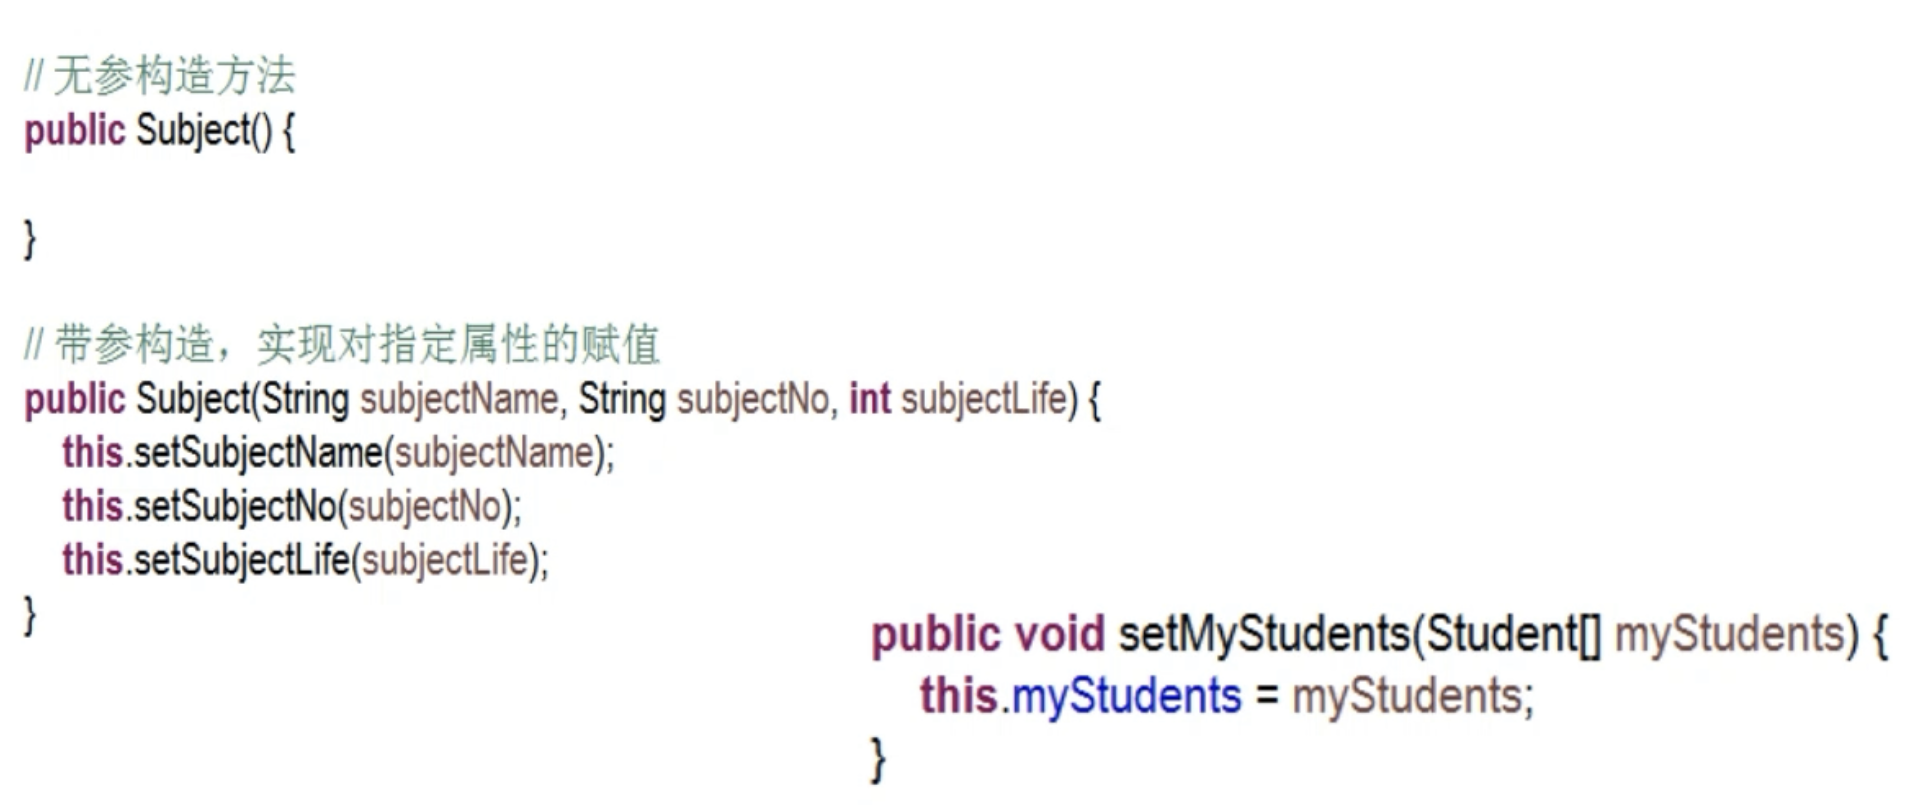 // 无参构造方法
public Subject() {
}
// 带参构造，实现对指定属性的赋值
public Subject(String subjectName, String subjectNo, int subjectLife) {
this.setSubjectName(subjectName);
this.setSubjectNo(subjectNo);
this.setSubjectLife(subjectLife);
}
public void setMyStudents(Student[] myStudents) {
this.myStudents = myStudents;
}